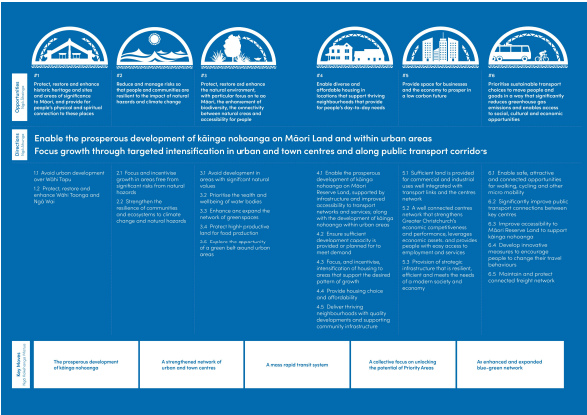 Opportunities
#1
Protect, restore and enhance
historic heritage and sites
and areas of significance
to Māori, and provide for
people's physical and spiritual
connection to these places
#2
Reduce and manage risks so
that people and communities are
resilient to the impact of natural
hazards and climate change
#3
Protect, restore and enhance
the natural environment,
with particular focus on te ao
Māori, the enhancement of
biodiversity, the connectivity
between natural areas and
accessibility for people
#4
Enable diverse and
affordable housing in
locations that support thriving
neighbourhoods that provide
for people's day-to-day needs
#5
Provide space for businesses
and the economy to prosper in
a low carbon future
#6
Prioritise sustainable transport
choices to move people and
goods in a way that significantly
reduces greenhouse gas
emissions and enables access
to social, cultural and economic
opportunities
Directions
Enable the prosperous development of kāinga nohoanga on Māori Land and within urban areas
Focus growth through targeted intensification in urban and town centres and along public transport corridors
1.1 Avoid urban development
over Wāhi Tapu
1.2 Protect, restore and
enhance Wāhi Taonga and
Ngā Wai
2.1 Focus and incentivise
growth in areas free from
significant risks from natural
hazards
2.2 Strengthen the
resilience of communities
and ecosystems to climate
change and natural hazards
3.1 Avoid development in
areas with significant natural
values
3.2 Prioritise the health and
wellbeing of water bodies
3.3 Enhance and expand the
network of greenspaces
3.4 Protect highly productive
land for food production
3.5 Explore the opportunity
of a green belt around urban
areas
4.1 Enable the prosperous
development of kāinga
nohoanga on Māori
Reserve Land, supported by
infrastructure and improved
accessibility to transport
networks and services; along
with the development of kāinga
nohoanga within urban areas
4.2 Ensure sufficient
development capacity is
provided or planned for to
meet demand
4.3 Focus, and incentivise,
intensification of housing to
areas that support the desired
pattern of growth
4.4 Provide housing choice
and affordability
4.5 Deliver thriving
neighbourhoods with quality
developments and supporting
community infrastructure
5.1 Sufficient land is provided
for commercial and industrial
uses well integrated with
transport links and the centres
network
5.2 A well connected centres
network that strengthens
Greater Christchurch's
economic competitiveness
and performance, leverages
economic assets, and provides
people with easy access to
employment and services
5.3 Provision of strategic
infrastructure that is resilient,
efficient and meets the needs
of a modern society and
economy
6.1 Enable safe, attractive
and connected opportunities
for walking, cycling and other
micro mobility
6.2 Significantly improve public
transport connections between
key centres
6.3 Improve accessibility to
Māori Reserve Land to support
kāinga nohoanga
6.4 Develop innovative
measures to encourage
people to change their travel
behaviours
6.5 Maintain and protect
connected freight network
Key Moves
The prosperous development
of kāinga nohoanga
A strengthened network of
urban and town centres
A mass rapid transit system
A collective focus on unlocking
the potential of Priority Areas
An enhanced and expanded
blue-green network